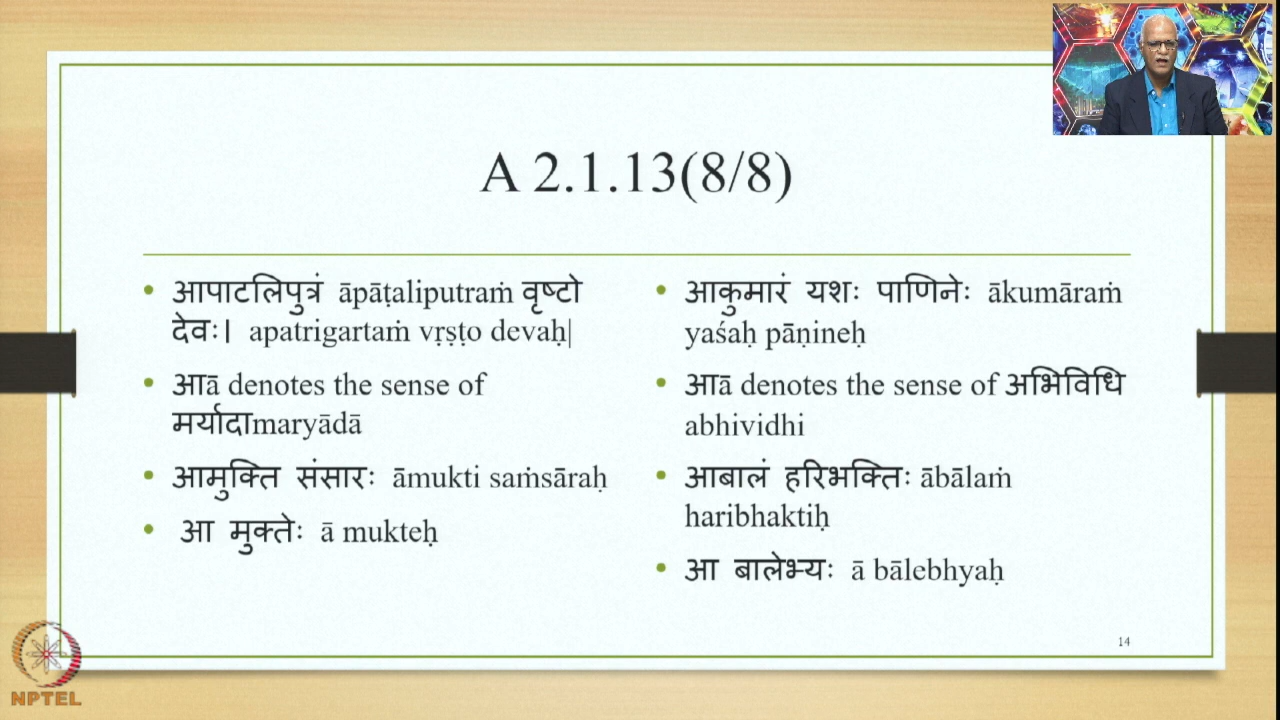 A 2.1.13(8/8)
आपाटलिपुत्रं āpāṭaliputraṁ वृष्टो
देवः। apatrigartaṁ vṛṣṭo devaḥ|
आā denotes the sense of
मर्यादाmaryādā
आमुक्ति संसारः āmukti saṁsāraḥ
आ मुक्तेः ā mukteḥ
आकुमारं यशः पाणिनेः ākumāraṁ
yaśaḥ pāṇineḥ
आā denotes the sense of अभिविधि
abhividhi
आबालं हरिभक्तिः ābālaṁ
haribhaktiḥ
आ बालेभ्यः ā bālebhyaḥ
14
NPTEL